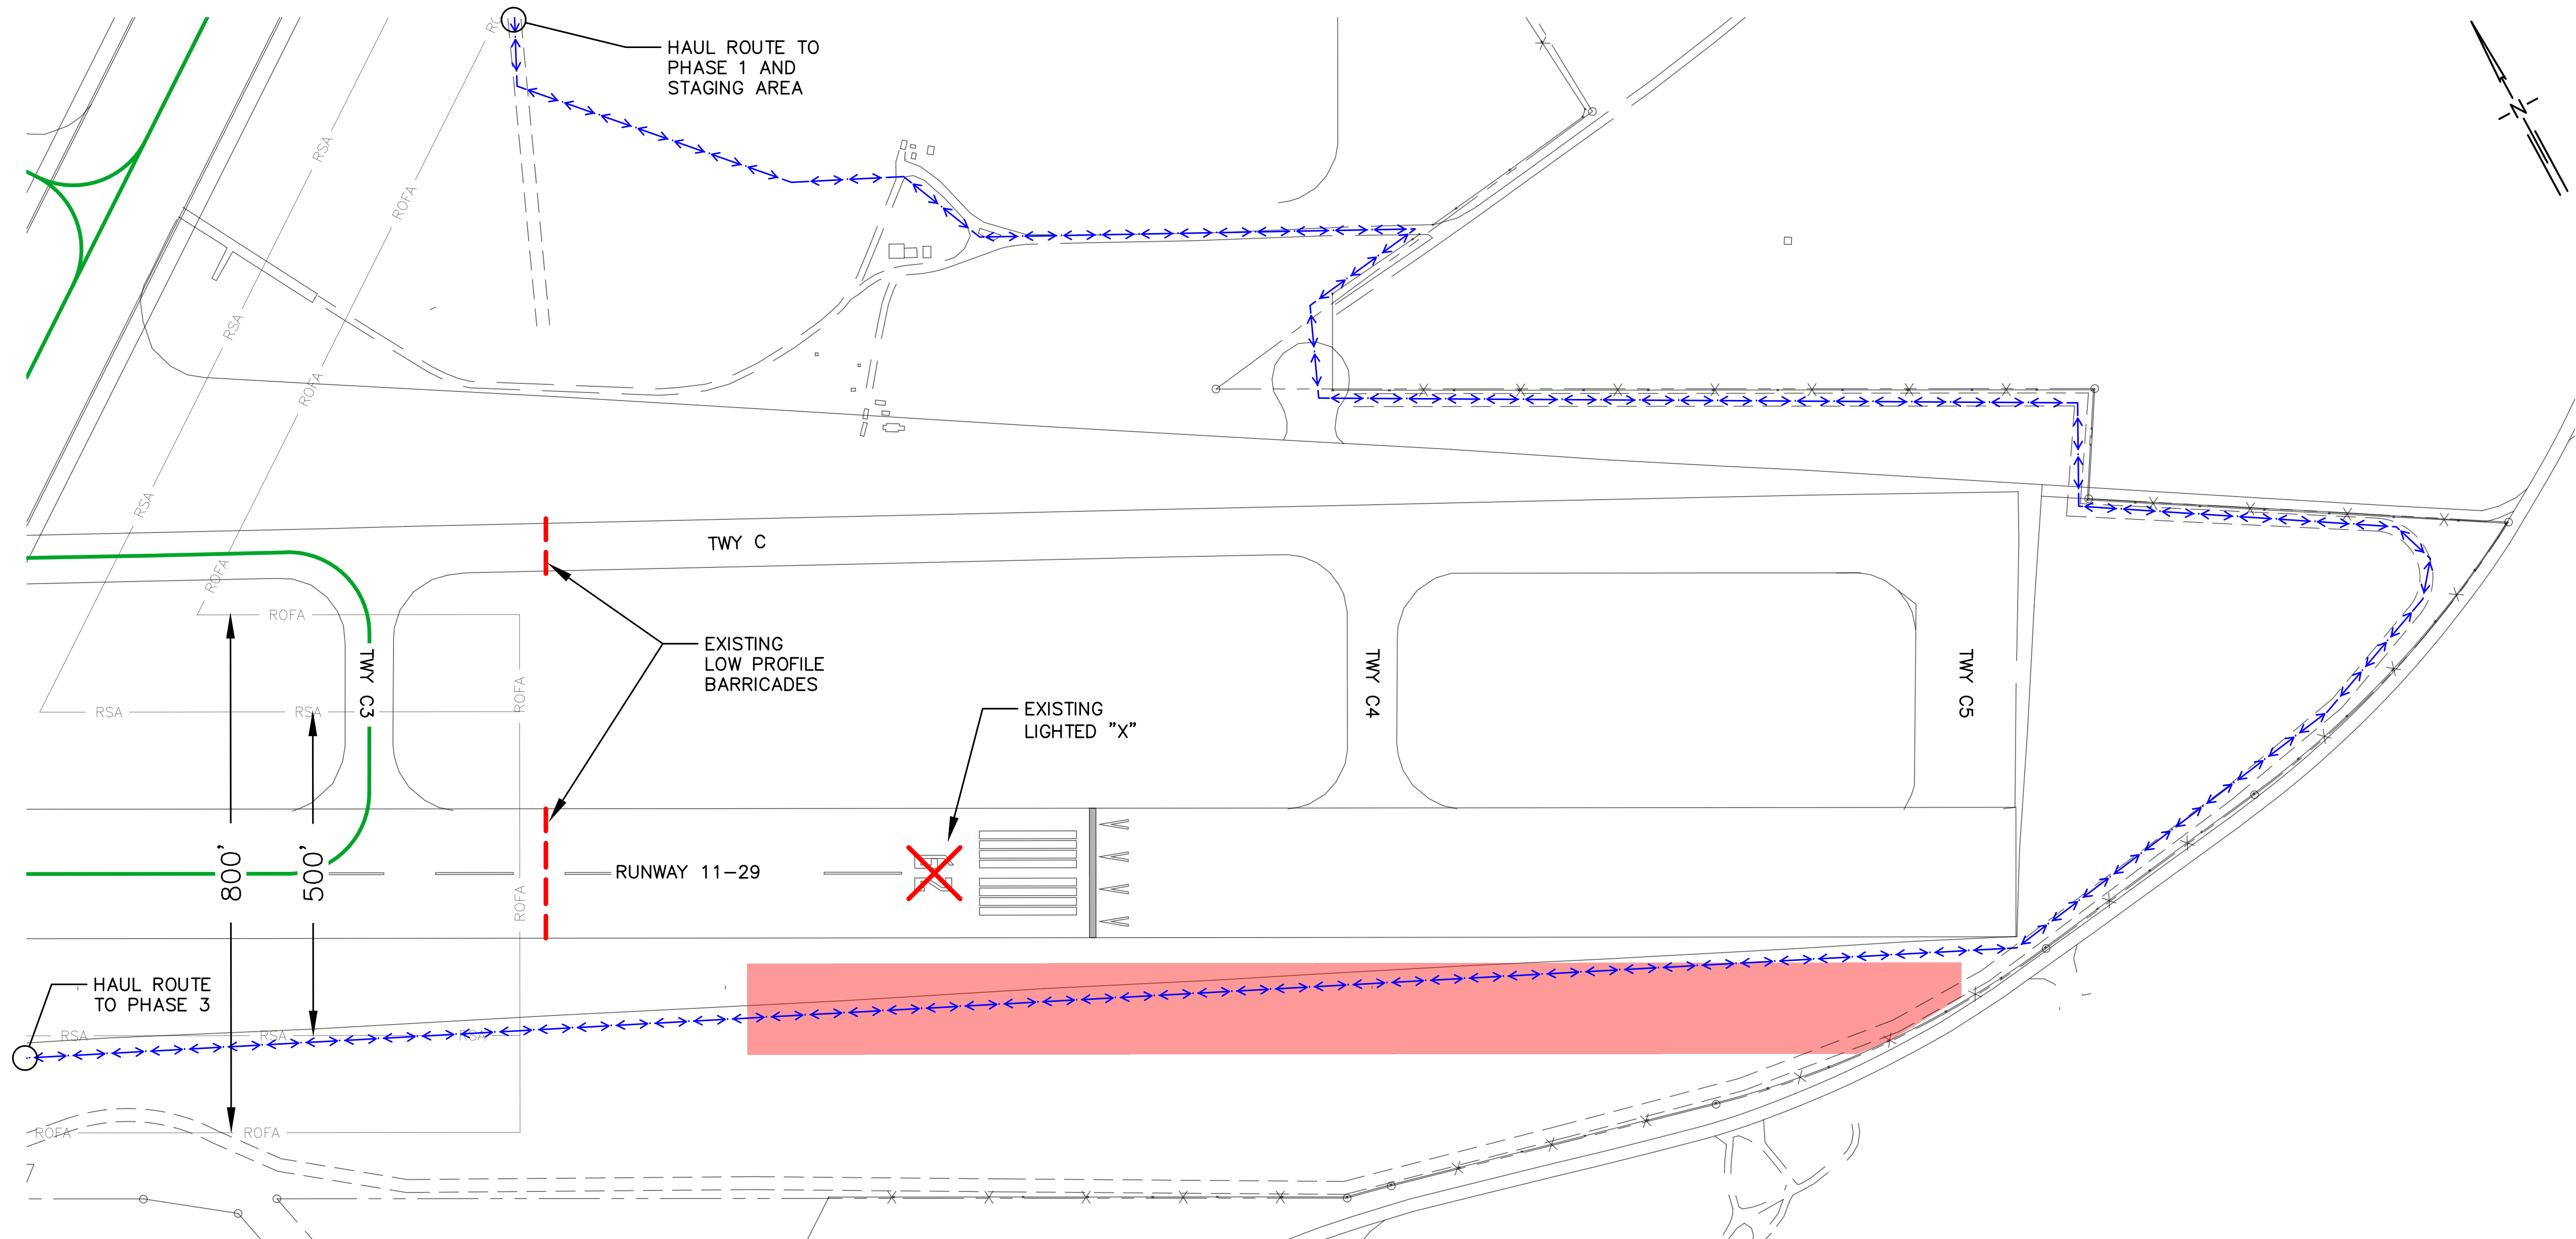 HAUL ROUTE TO
PHASE 1 AND
STAGING AREA
N
RO
RSA
ROFA
RSA
ROFA
RSA
ROFA
TWY C
ROFA
EXISTING
LOW PROFILE
BARRICADES
TWY C3
ROFA
RSA
RSA
TWY C4
TWY C5
EXISTING
LIGHTED "X"
800'
500'
ROFA
RUNWAY 11-29
HAUL ROUTE
TO PHASE 3
RSA
RSA
RSA
ROFA
ROFA